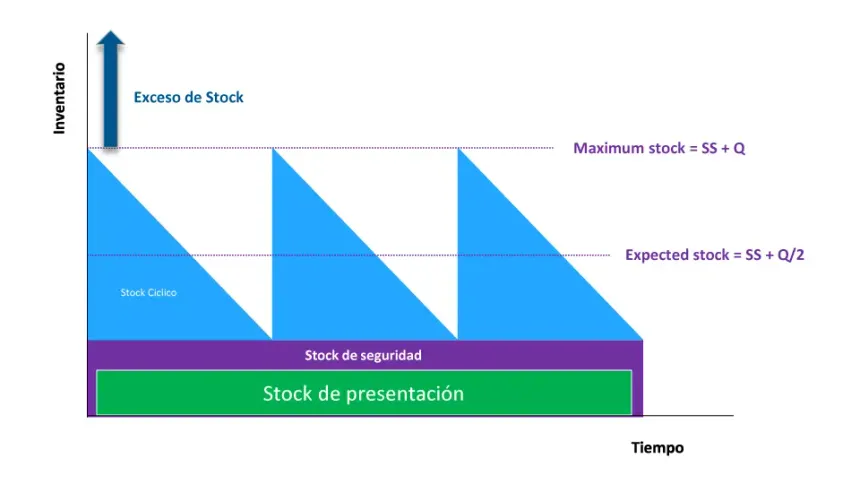 Inventario
Exceso de Stock
Maximum stock = SS + Q
Expected stock = SS + Q/2
Stock Ciclico
Stock de seguridad
Stock de presentación
Tiempo